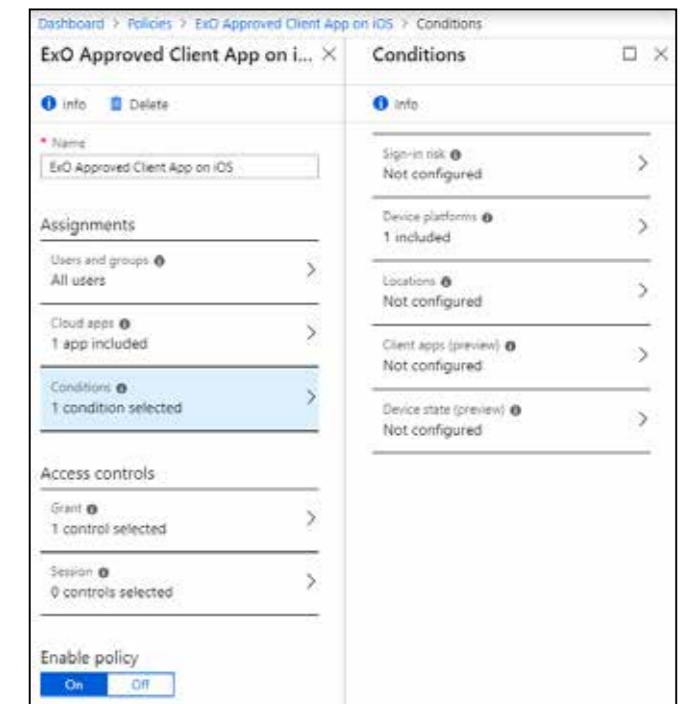 Dashboard > Policies > ExO Approved Client App on iOS > Conditions
ExO Approved Client App on i...
info Delete
* Name
ExO Approved Client App on iOS
Assignments
Users and groups
All users
Cloud apps
1 app included
Conditions
1 condition selected
Access controls
Grant
1 control selected
Session
0 controls selected
Enable policy
On Off
Conditions
info
Sign-in risk
Not configured
Device platforms
1 included
Locations
Not configured
Client apps (preview)
Not configured
Device state (preview)
Not configured